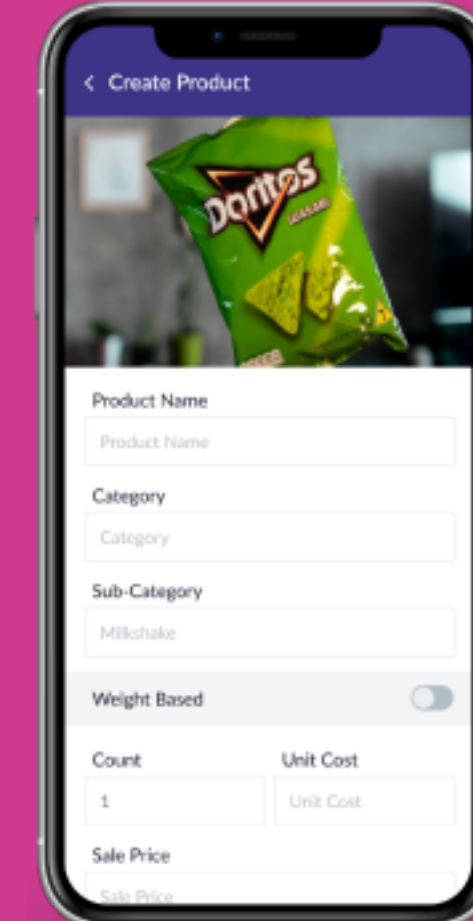 < Create Product
Doritos
WASABI
Product Name
Product Name
Category
Category
Sub-Category
Milkshake
Weight Based
Count Unit Cost
1 Unit Cost
Sale Price
Sale Price